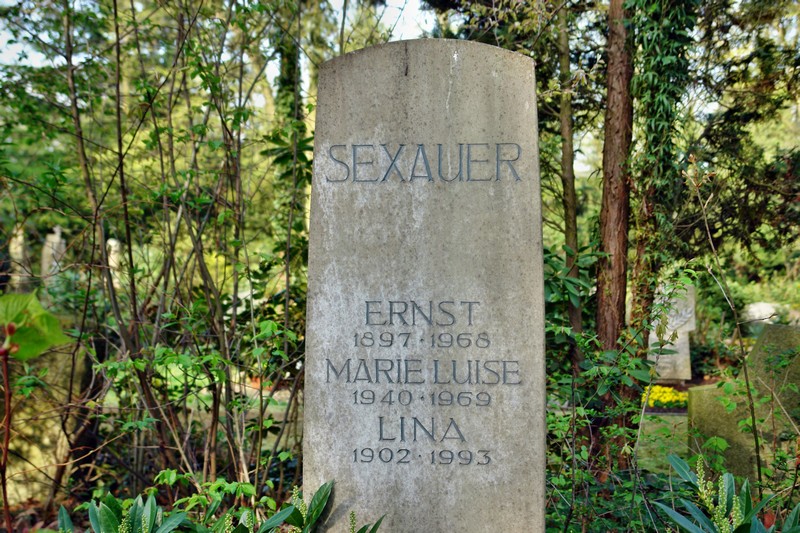 SEXAUER
ERNST
1897 · 1968
MARIE LUISE
1940 · 1969
LINA
1902 · 1993